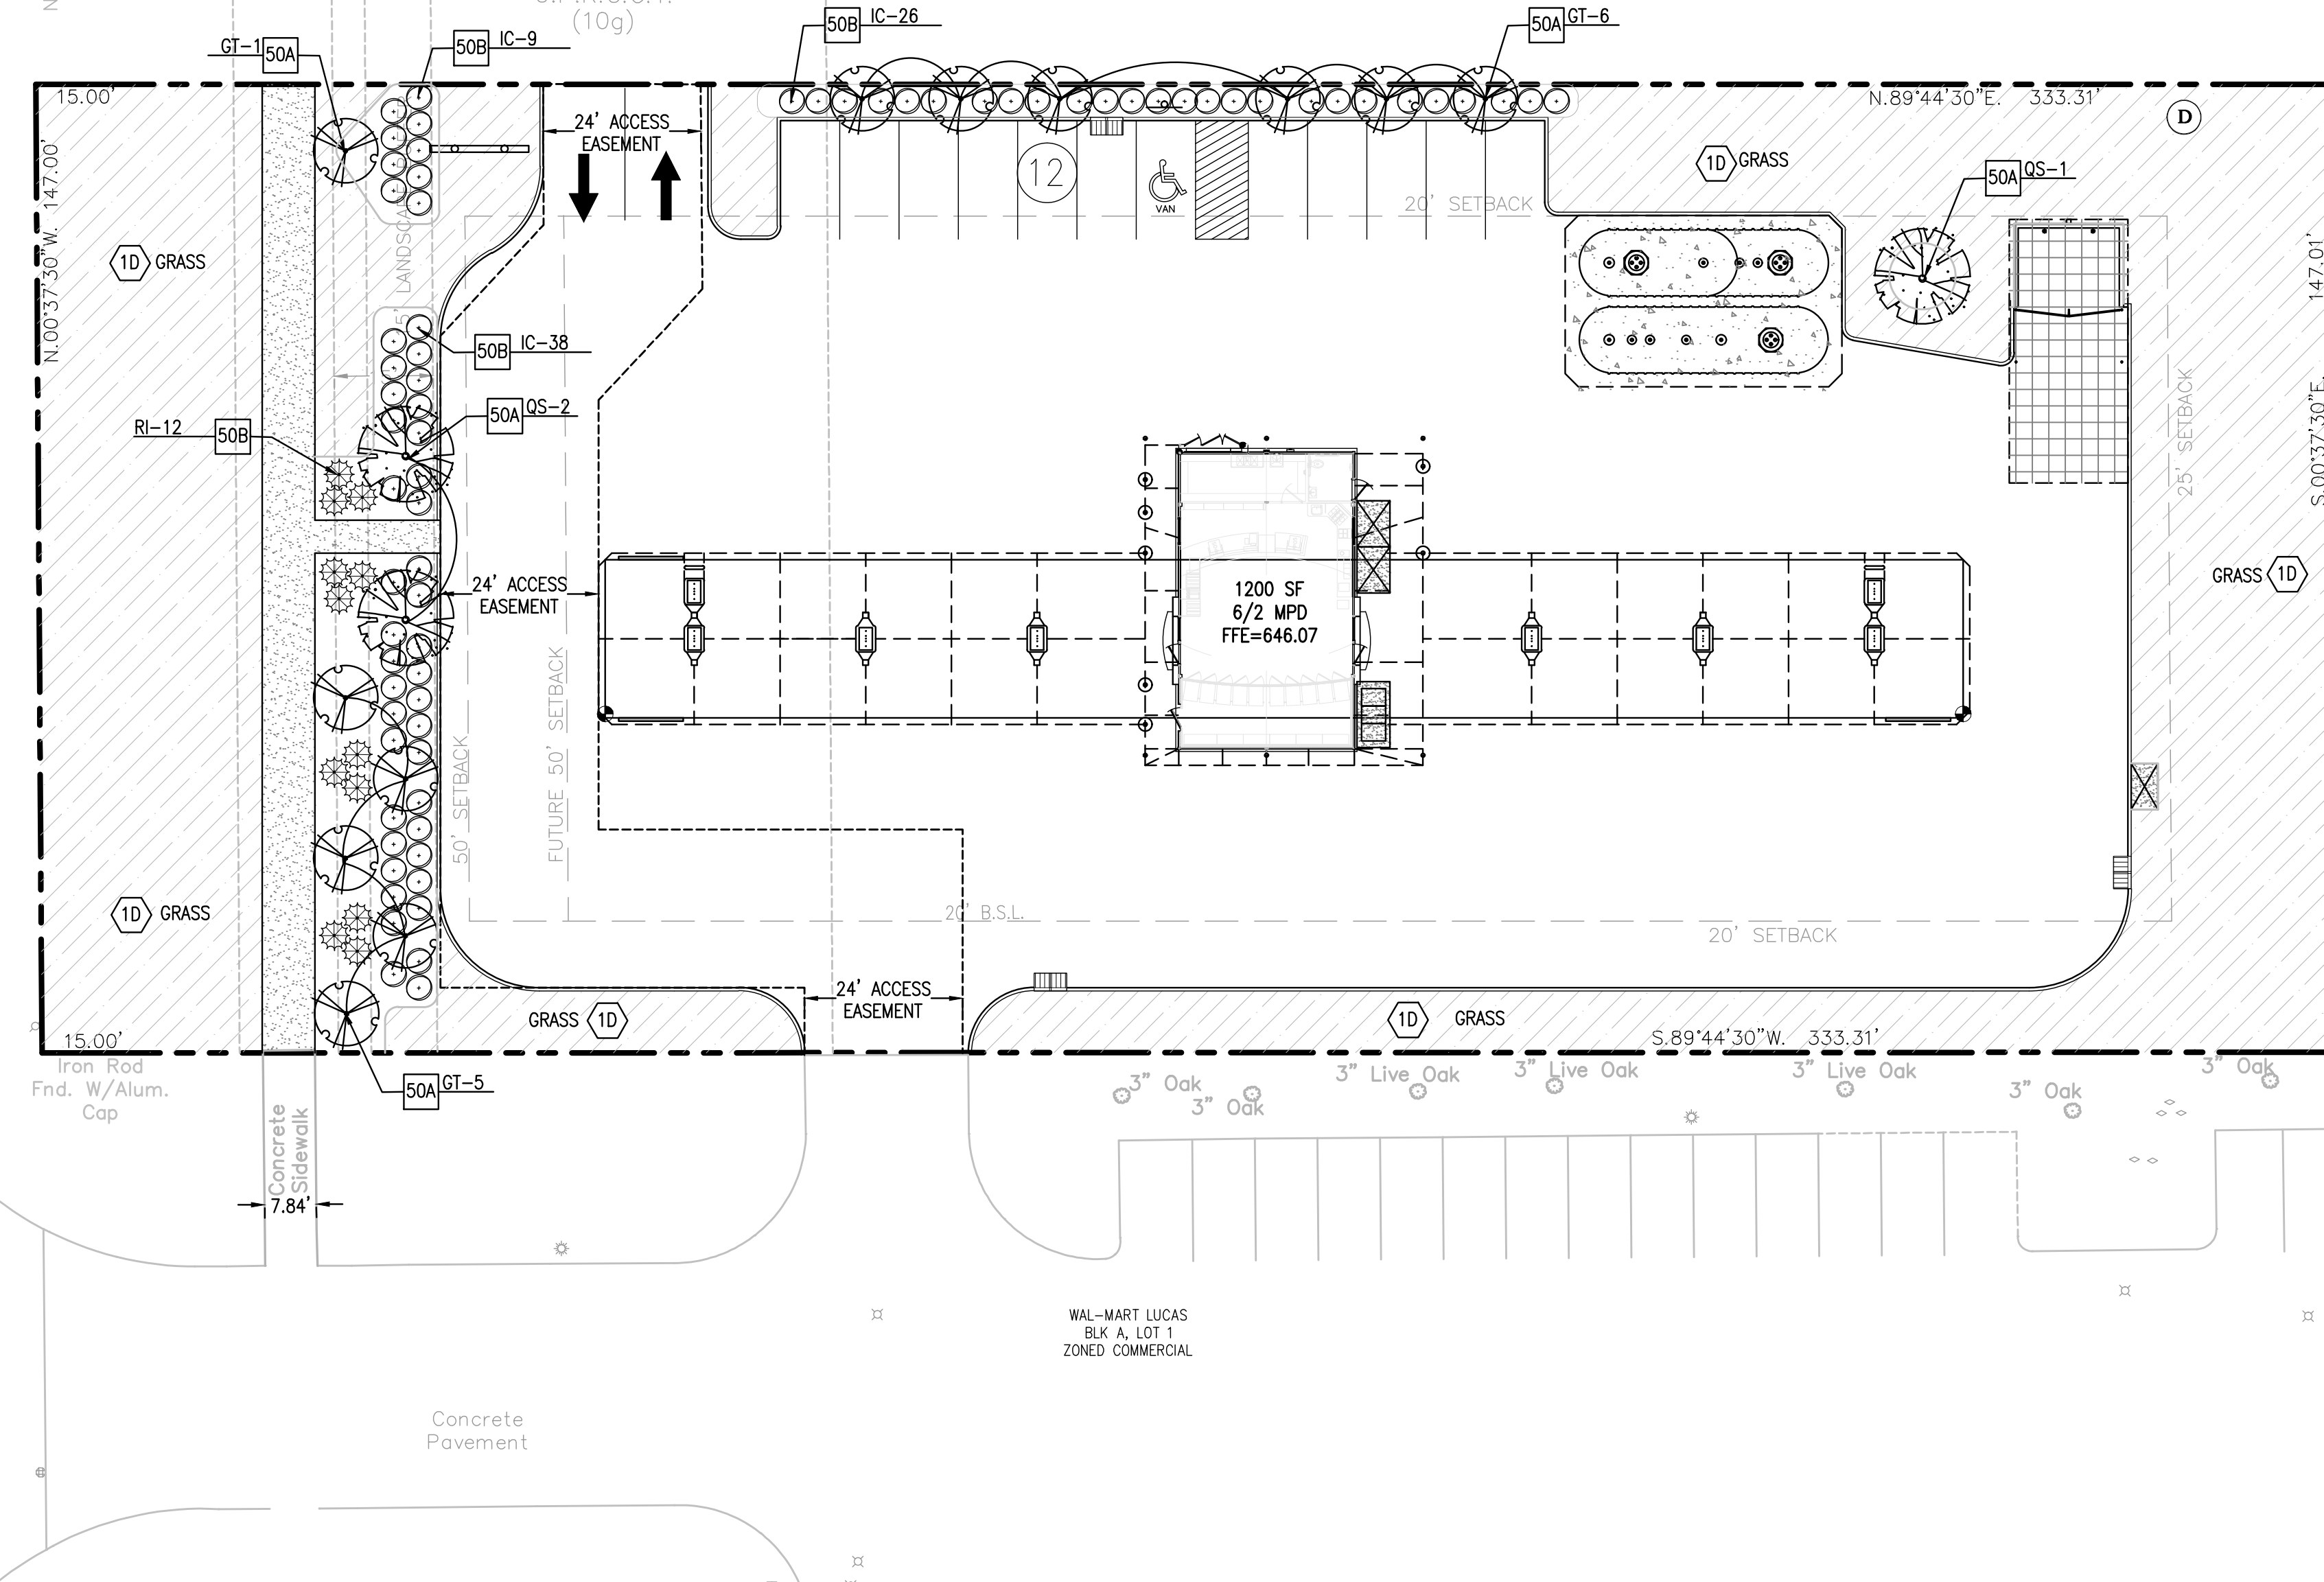 (10g)
50B IC-26
50A GT-6
GT-1 50A
50B IC-9
15.00'
N.89°44'30"E. 333.31'
D
24' ACCESS
EASEMENT
12
VAN
1D GRASS
50A QS-1
20' SETBACK
N.00°37'30"W. 147.00'
1D GRASS
50B IC-38
50A QS-2
RI-12 50B
147.01'
S.00°37'30"E.
25' SETBACK
GRASS 1D
24' ACCESS
EASEMENT
1200 SF
6/2 MPD
FFE=646.07
50' SETBACK
FUTURE 50' SETBACK
1D GRASS
20' B.S.L.
20' SETBACK
24' ACCESS
EASEMENT
GRASS 1D
1D GRASS
15.00'
S.89°44'30"W. 333.31'
Iron Rod
Fnd. W/Alum.
Cap
50A GT-5
3" Oak
3" Oak
3" Live Oak
3" Live Oak
3" Live Oak
3" Oak
3" Oak
Concrete
Sidewalk
7.84'
WAL-MART LUCAS
BLK A, LOT 1
ZONED COMMERCIAL
Concrete
Pavement